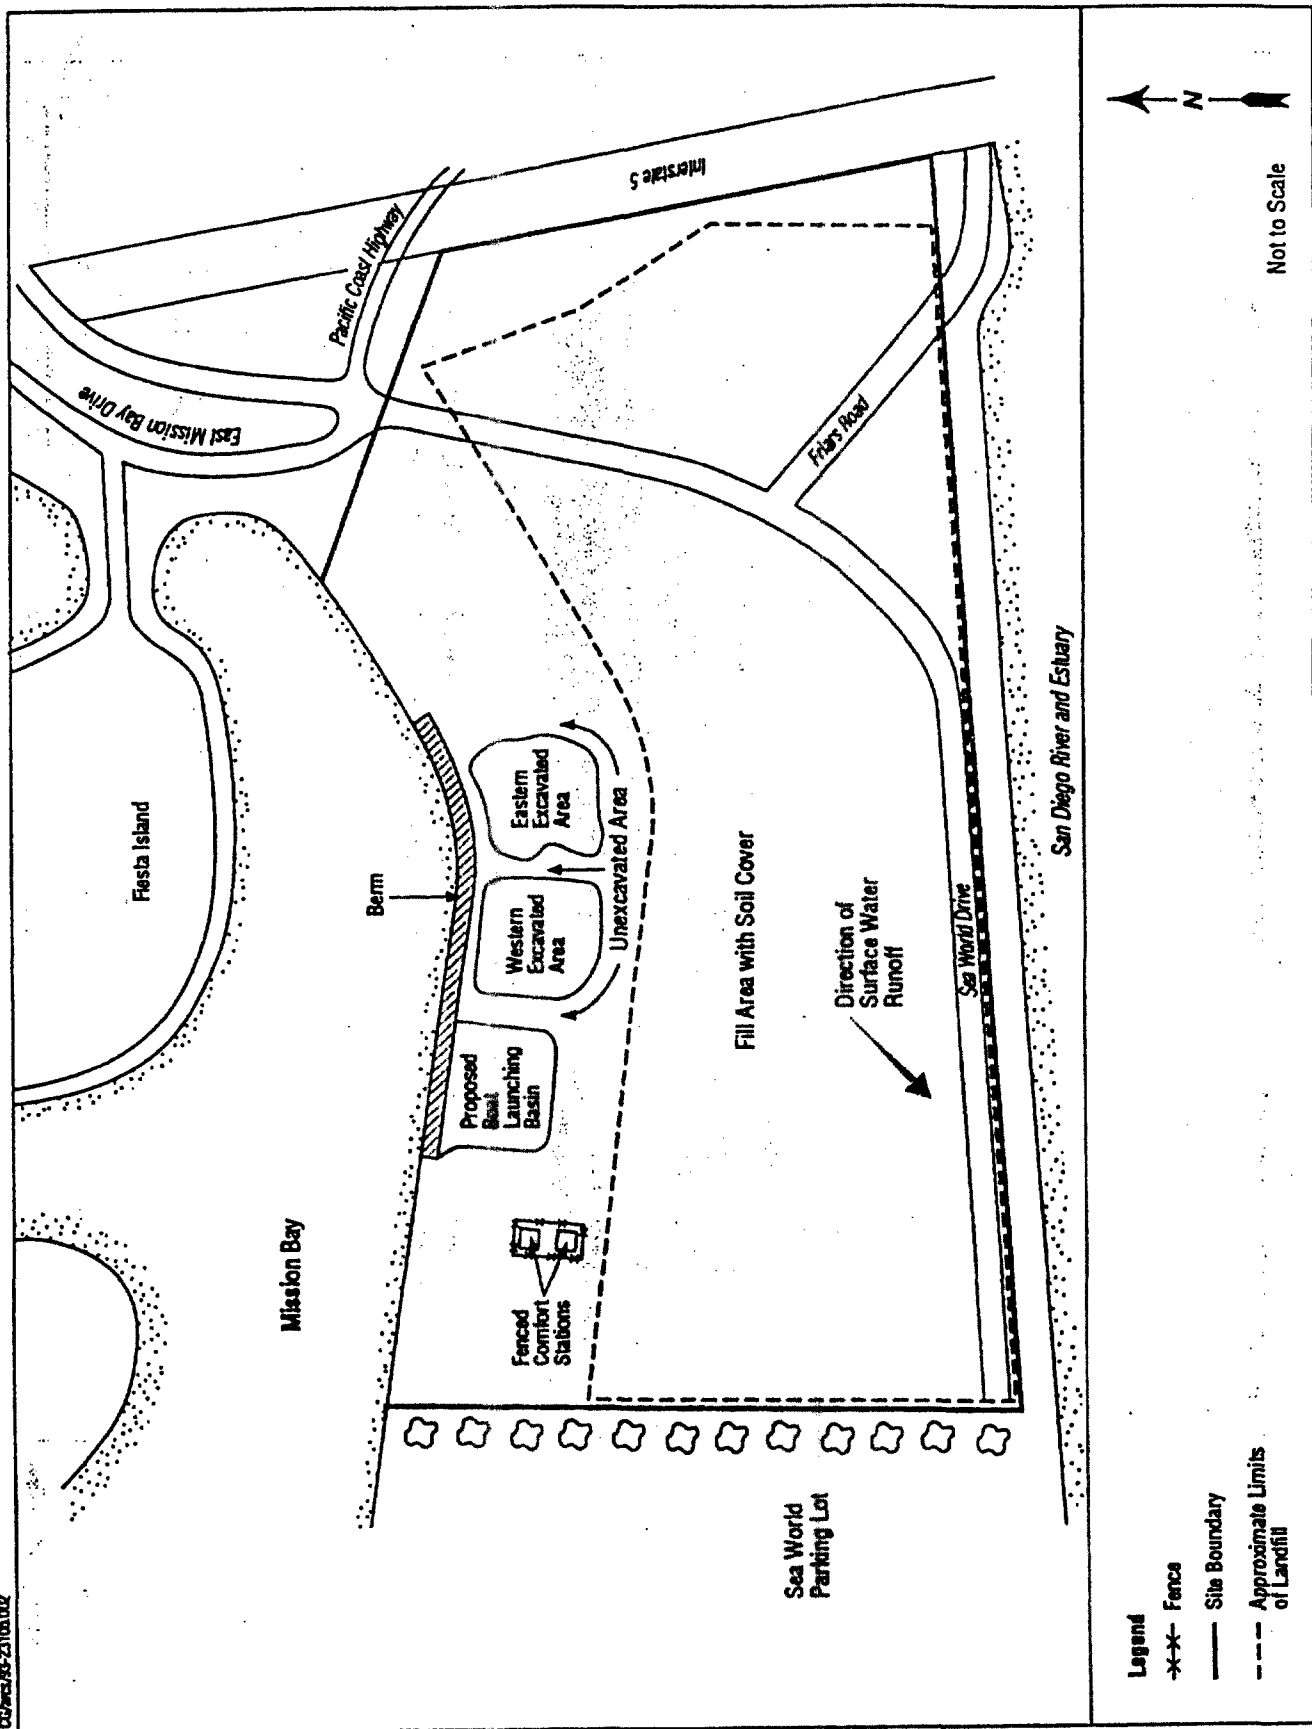 East Mission Bay Drive
Pacific Coast Highway
Interstate 5
Fiesta Island
Mission Bay
Berm
Friars Road
Eastern
Excavated
Area
Western
Excavated
Area
Unexcavated Area
Proposed
Boat
Launching
Basin
Fenced
Comfort
Stations
Fill Area with Soil Cover
Direction of
Surface Water
Runoff
Sea World Drive
San Diego River and Estuary
Sea World
Parking Lot
Legend
Fence
Site Boundary
Approximate Limits
of Landfill
Not to Scale
N